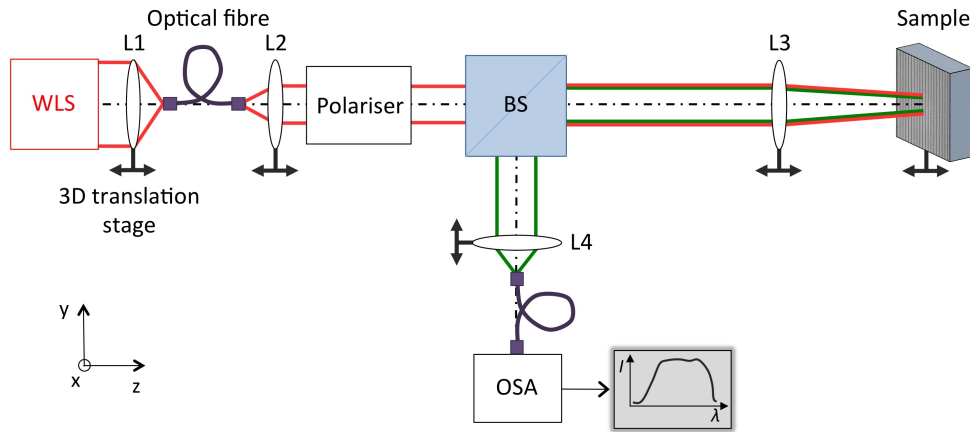 Optical fibre
Sample
L1
L2
L3
WLS
Polariser
BS
3D translation
stage
L4
y
x
z
OSA
I
λ